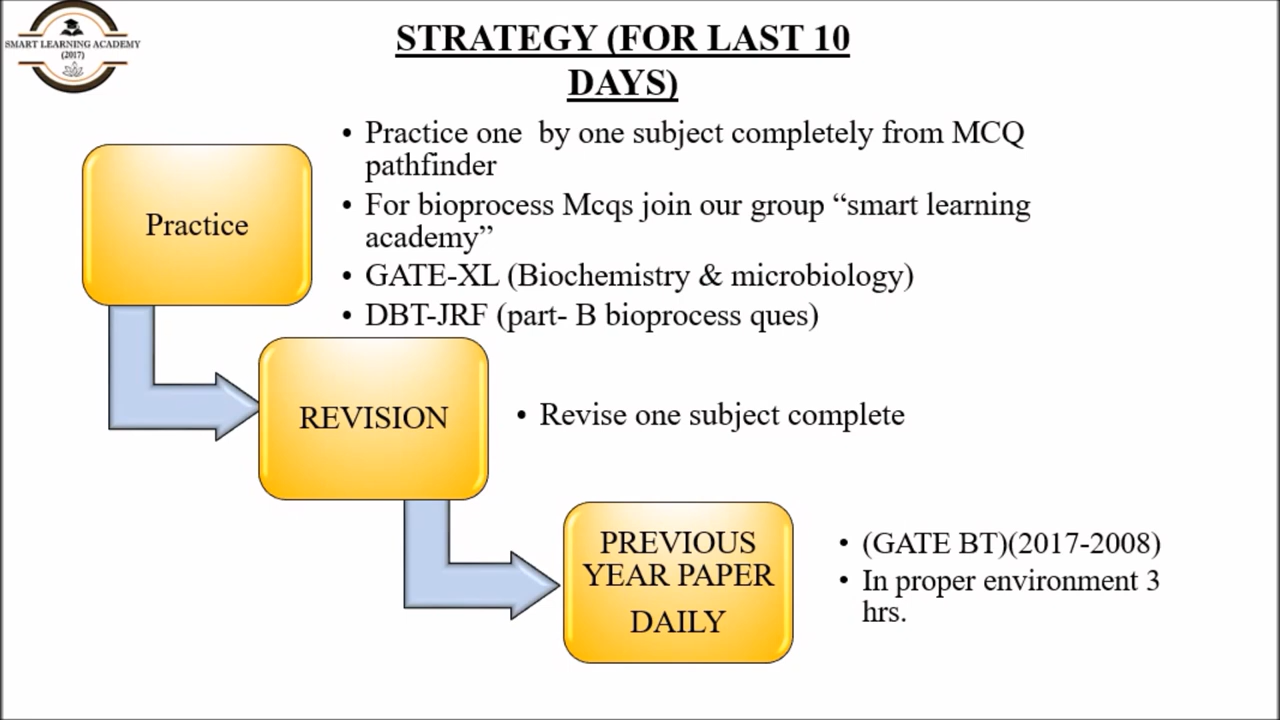 SMART LEARNING ACADEMY
(2017)
STRATEGY (FOR LAST 10
DAYS)
Practice
• Practice one by one subject completely from MCQ
pathfinder
• For bioprocess Mcqs join our group “smart learning
academy”
• GATE-XL (Biochemistry & microbiology)
• DBT-JRF (part- B bioprocess ques)
REVISION
• Revise one subject complete
PREVIOUS
YEAR PAPER
DAILY
• (GATE BT)(2017-2008)
• In proper environment 3
hrs.